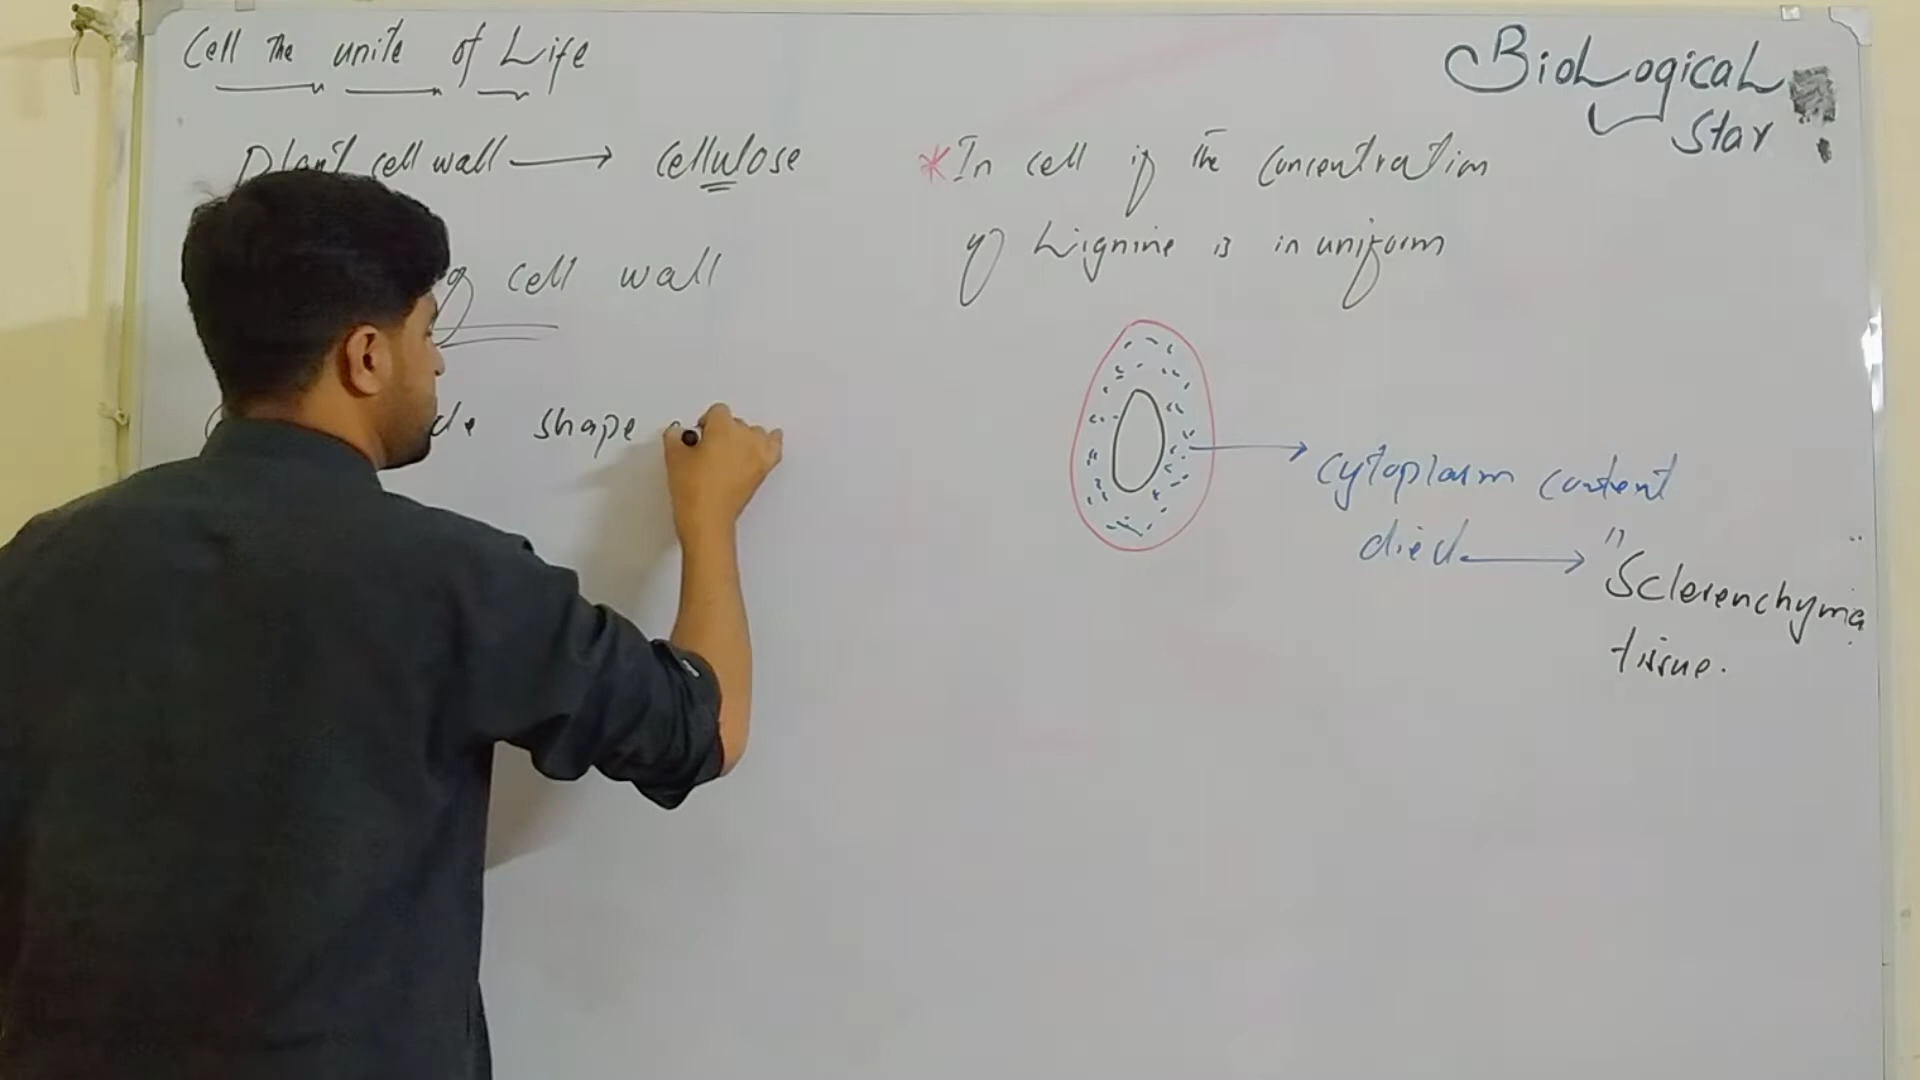 Cell The unite of Life
BioLogical
Star
Plant cell wall → cellulose
cell wall
shape
*In cell if the concentration
of Lignine is in uniform
cytoplasm content
died → "Sclerenchyma"
tissue.